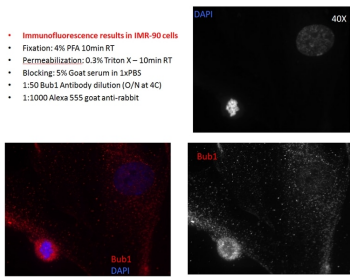 Immunofluorescence results in IMR-90 cells
Fixation: 4% PFA 10min RT
Permeabilization: 0.3% Triton X – 10min RT
Blocking: 5% Goat serum in 1xPBS
1:50 Bub1 Antibody dilution (O/N at 4C)
1:1000 Alexa 555 goat anti-rabbit
DAPI
40X
Bub1
DAPI
Bub1